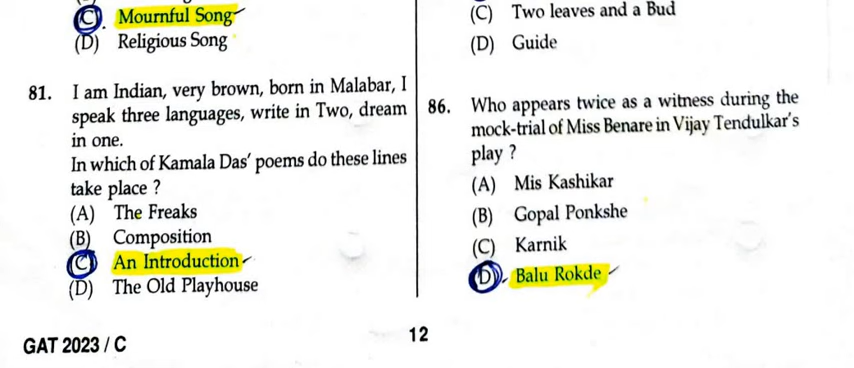 (C) Mournful Song
(D) Religious Song
81. I am Indian, very brown, born in Malabar, I
speak three languages, write in Two, dream
in one.
In which of Kamala Das' poems do these lines
take place ?
(A) The Freaks
(B) Composition
(C) An Introduction
(D) The Old Playhouse
(C) Two leaves and a Bud
(D) Guide
86. Who appears twice as a witness during the
mock-trial of Miss Benare in Vijay Tendulkar's
play ?
(A) Mis Kashikar
(B) Gopal Ponkshe
(C) Karnik
(D) Balu Rokde
GAT 2023 / C
12